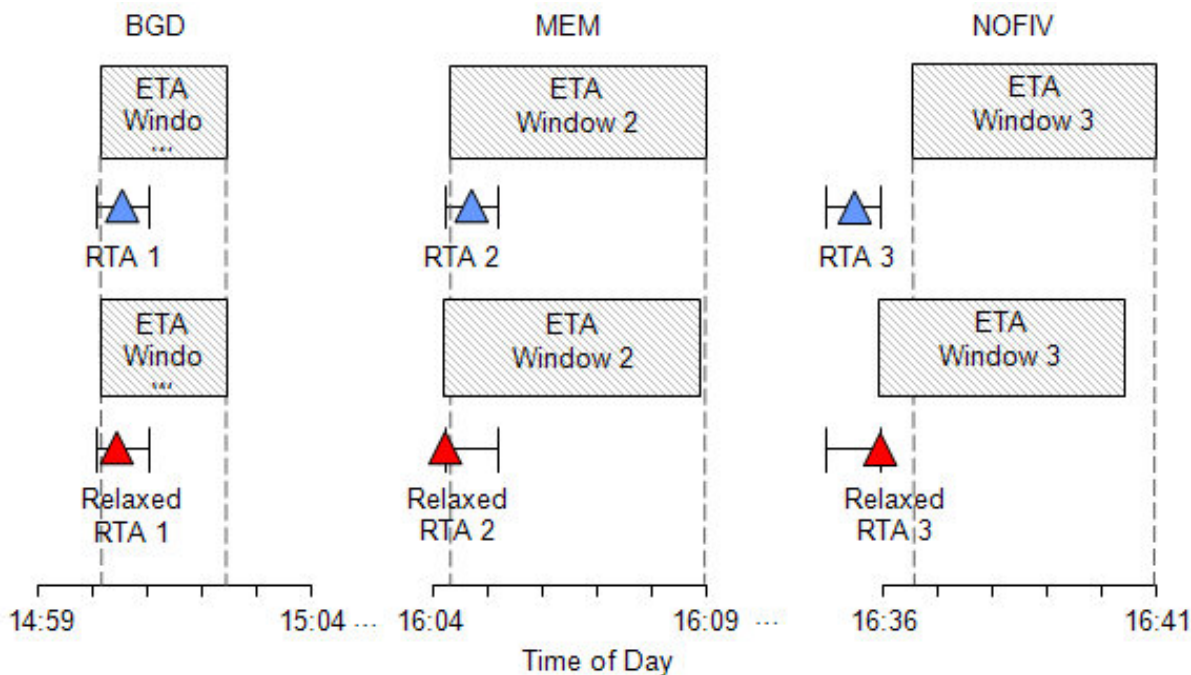 BGD MEM NOFIV
ETA ETA ETA
Windo Window 2 Window 3
...
RTA 1 RTA 2 RTA 3
ETA ETA ETA
Windo Window 2 Window 3
...
Relaxed Relaxed Relaxed
RTA 1 RTA 2 RTA 3
14:59 15:04 ... 16:04 16:09 ... 16:36 16:41
Time of Day